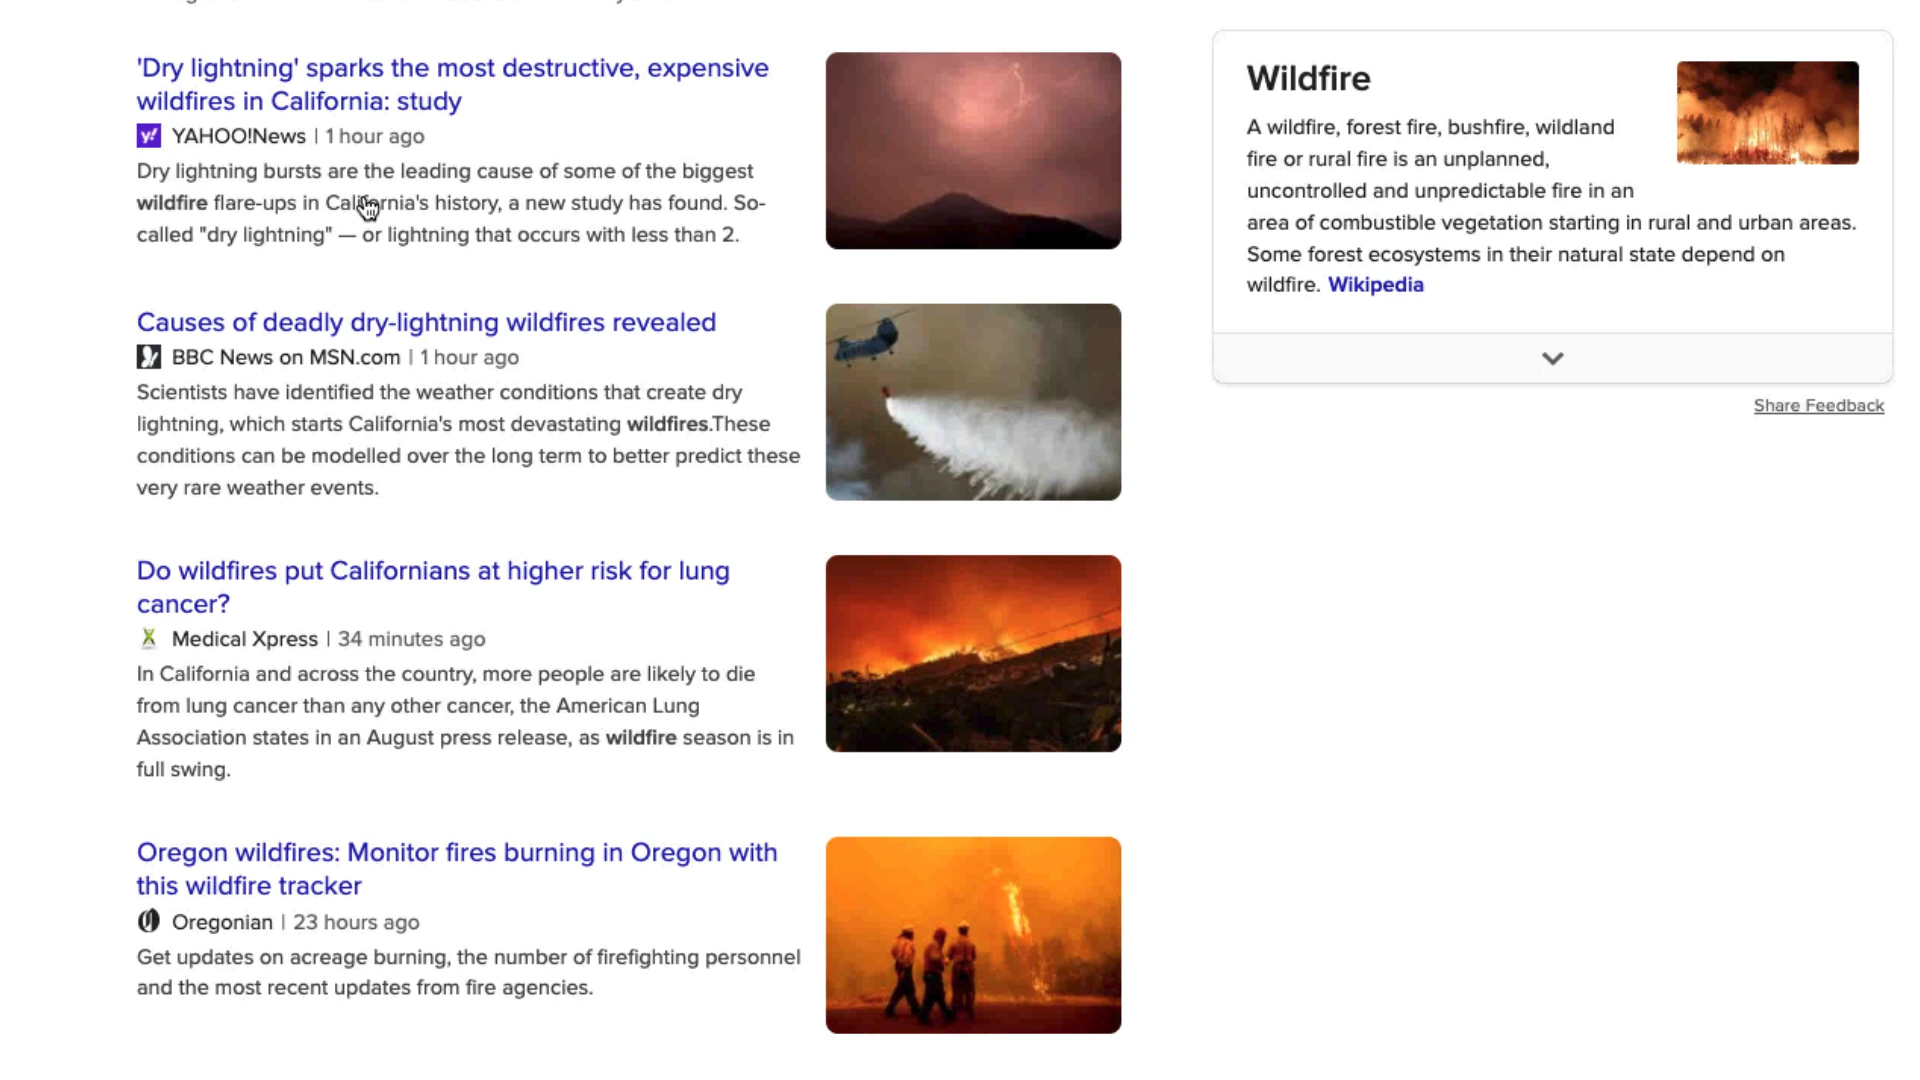 'Dry lightning' sparks the most destructive, expensive
wildfires in California: study
YAHOO!News | 1 hour ago
Dry lightning bursts are the leading cause of some of the biggest
wildfire flare-ups in California's history, a new study has found. So-
called "dry lightning" — or lightning that occurs with less than 2.
Causes of deadly dry-lightning wildfires revealed
BBC News on MSN.com | 1 hour ago
Scientists have identified the weather conditions that create dry
lightning, which starts California's most devastating wildfires.These
conditions can be modelled over the long term to better predict these
very rare weather events.
Do wildfires put Californians at higher risk for lung
cancer?
Medical Xpress | 34 minutes ago
In California and across the country, more people are likely to die
from lung cancer than any other cancer, the American Lung
Association states in an August press release, as wildfire season is in
full swing.
Oregon wildfires: Monitor fires burning in Oregon with
this wildfire tracker
Oregonian | 23 hours ago
Get updates on acreage burning, the number of firefighting personnel
and the most recent updates from fire agencies.
Wildfire
A wildfire, forest fire, bushfire, wildland
fire or rural fire is an unplanned,
uncontrolled and unpredictable fire in an
area of combustible vegetation starting in rural and urban areas.
Some forest ecosystems in their natural state depend on
wildfire. Wikipedia
Share Feedback